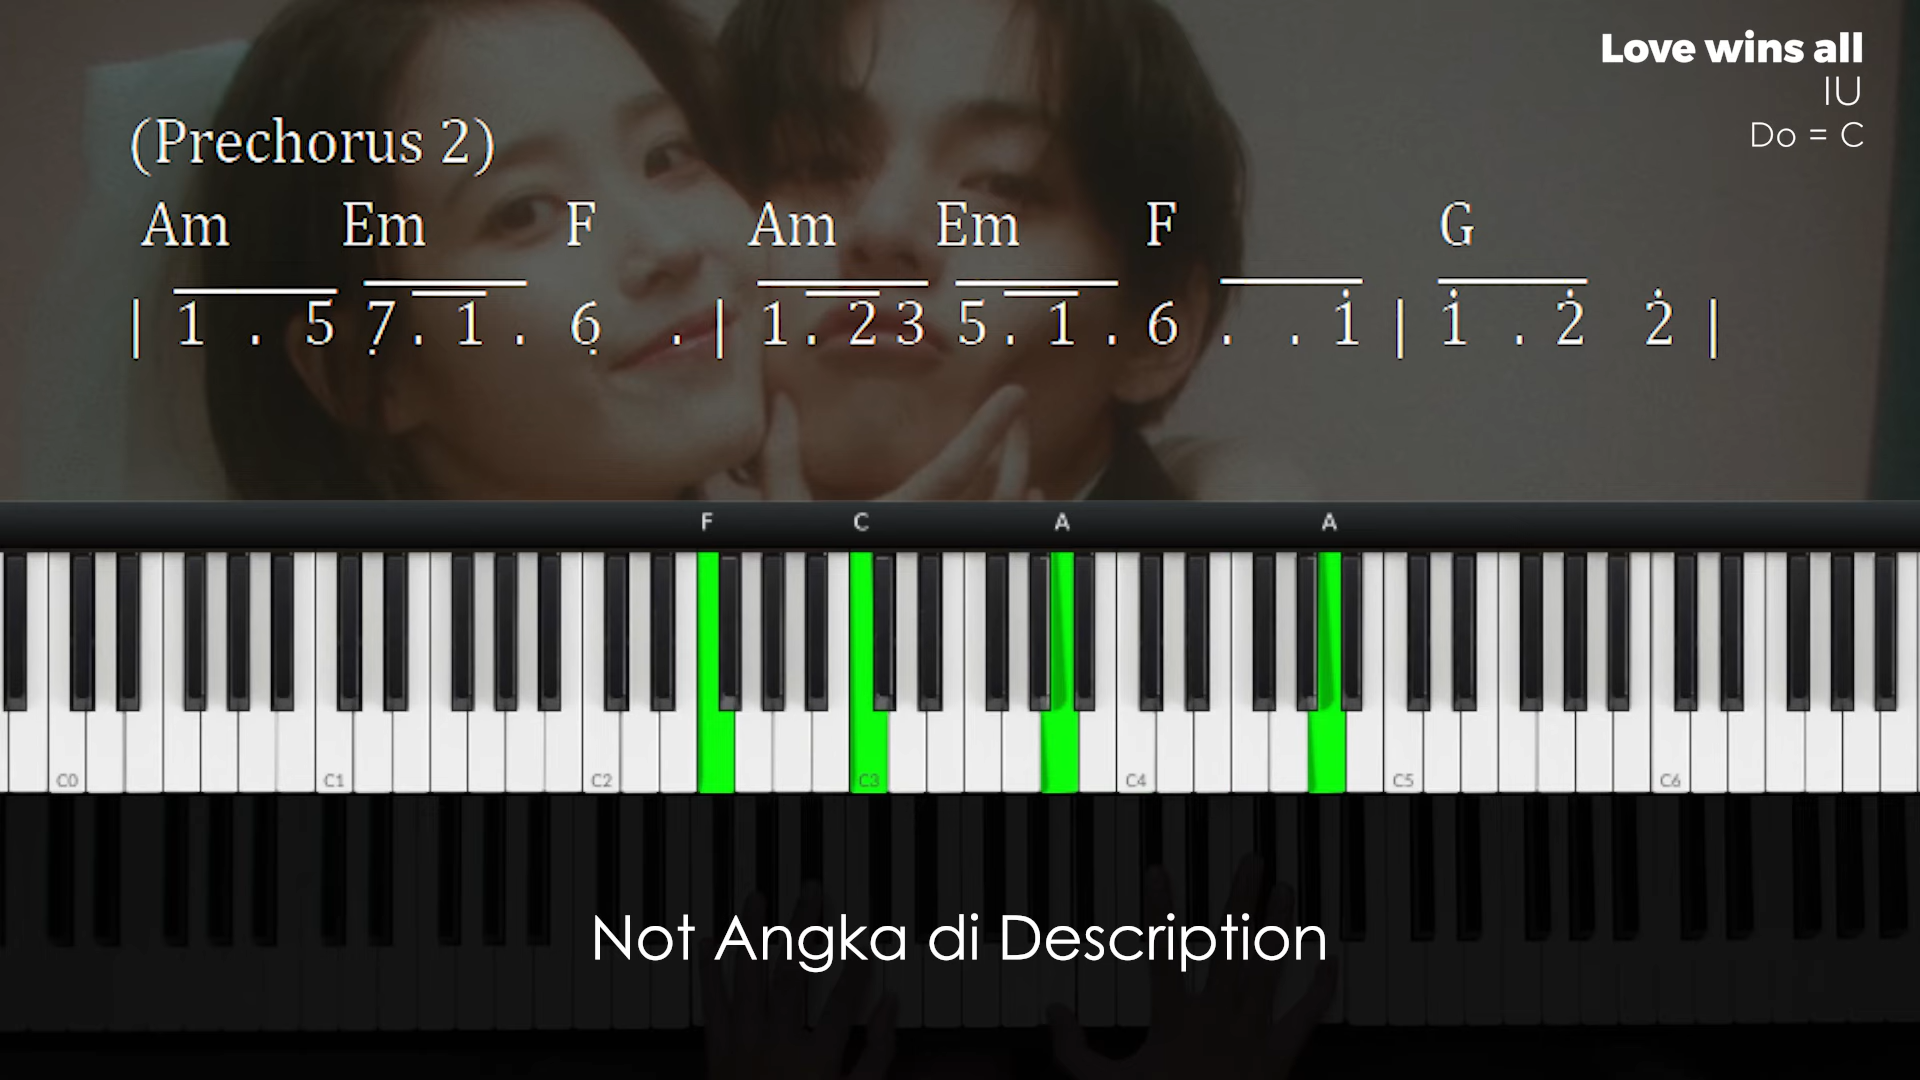 Love wins all
IU
Do = C
(Prechorus 2)
Am Em F Am Em F G
| 1 . 5 7̣ . 1 . 6̣ . | 1 . 2 3 5 . 1 . 6 . . 1̇ | 1̇ . 2̇ 2̇ |
F C A A
C0 C1 C2 C3 C4 C5 C6
Not Angka di Description